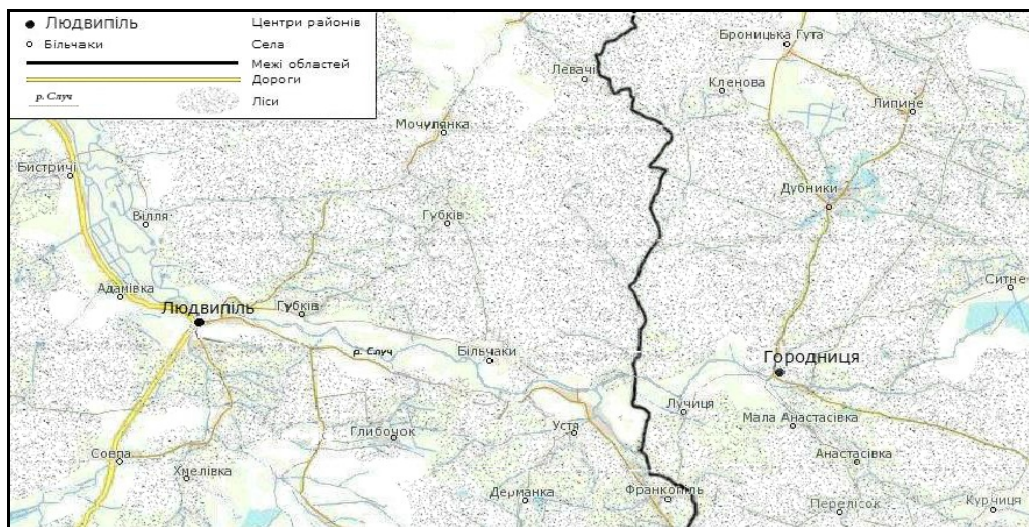 Людвипіль
Центри районів
Більчаки
Села
Межі областей
Дороги
р. Случ
Ліси
Броницька Гута
Левачі
Кленова
Липине
Мочулянка
Бистричі
Дубники
Вілля
Губків
Ситне
Аданівка
Людвипіль
Губків
р. Случ
Більчаки
Городниця
Лучиця
Мала Анастасівка
Устя
Глибочок
Совпа
Анастасівка
Хмелівка
Дерманка
Франкопіль
Перелісок
Курчиця